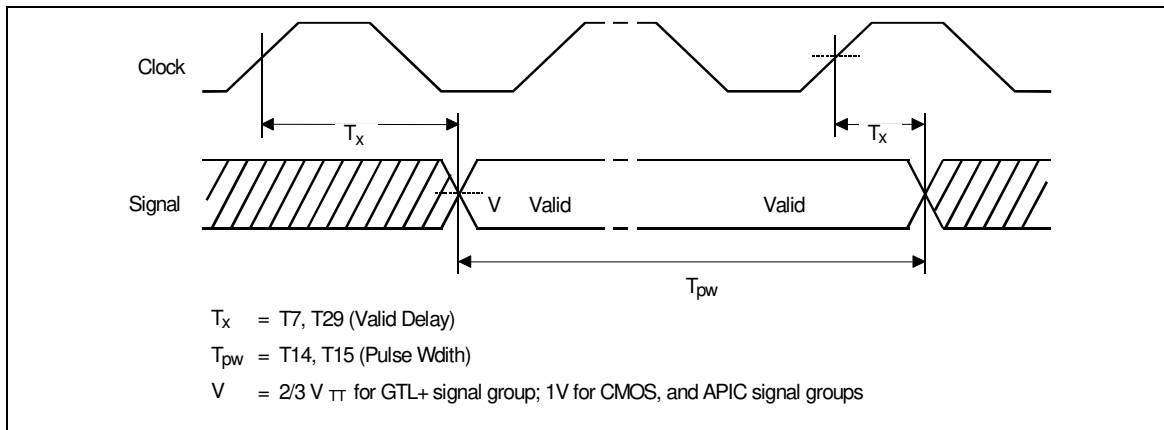 Clock
Tx
Tx
Signal
V Valid Valid
Tpw
Tx = T7, T29 (Valid Delay)
Tpw = T14, T15 (Pulse Wdith)
V = 2/3 V TT for GTL+ signal group; 1V for CMOS, and APIC signal groups